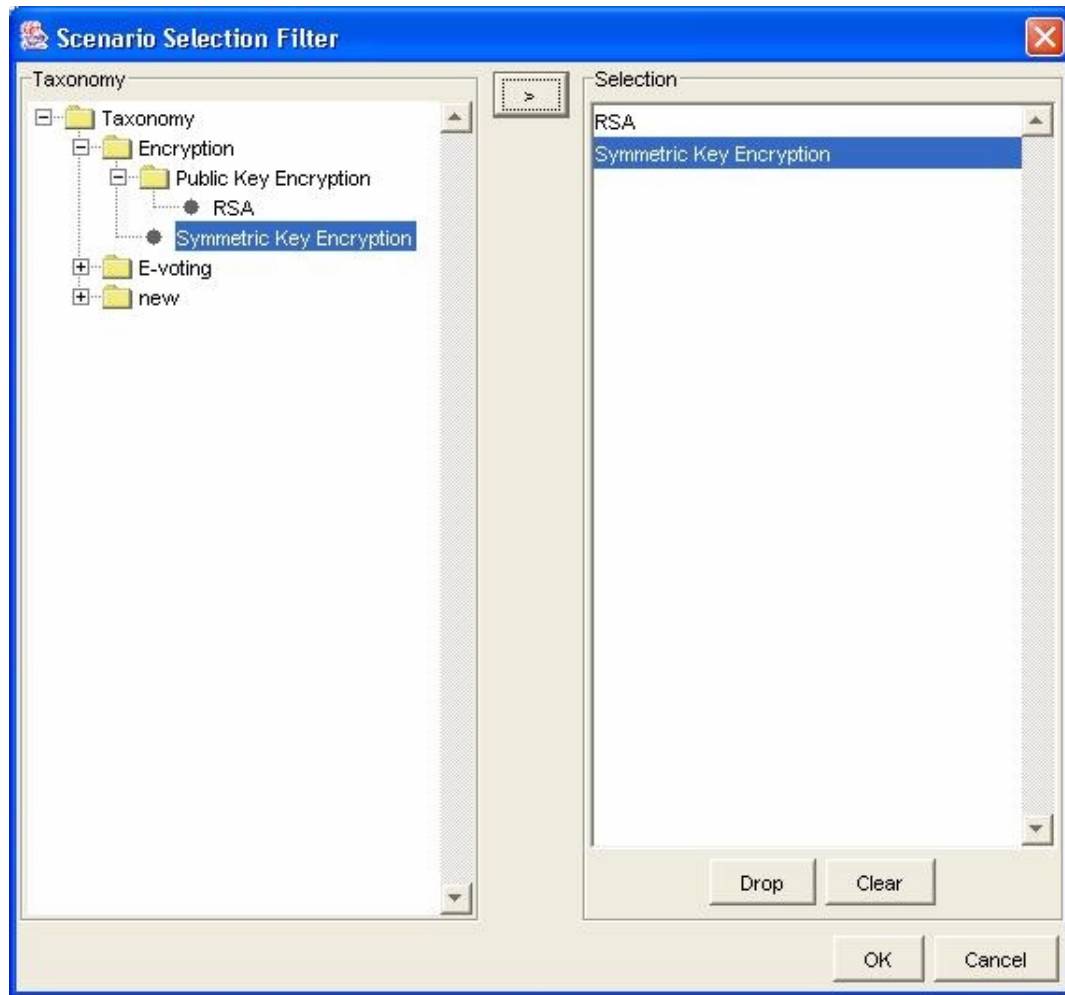 Scenario Selection Filter
Taxonomy
Taxonomy
Encryption
Public Key Encryption
RSA
Symmetric Key Encryption
E-voting
new
>
Selection
RSA
Symmetric Key Encryption
Drop Clear
OK Cancel